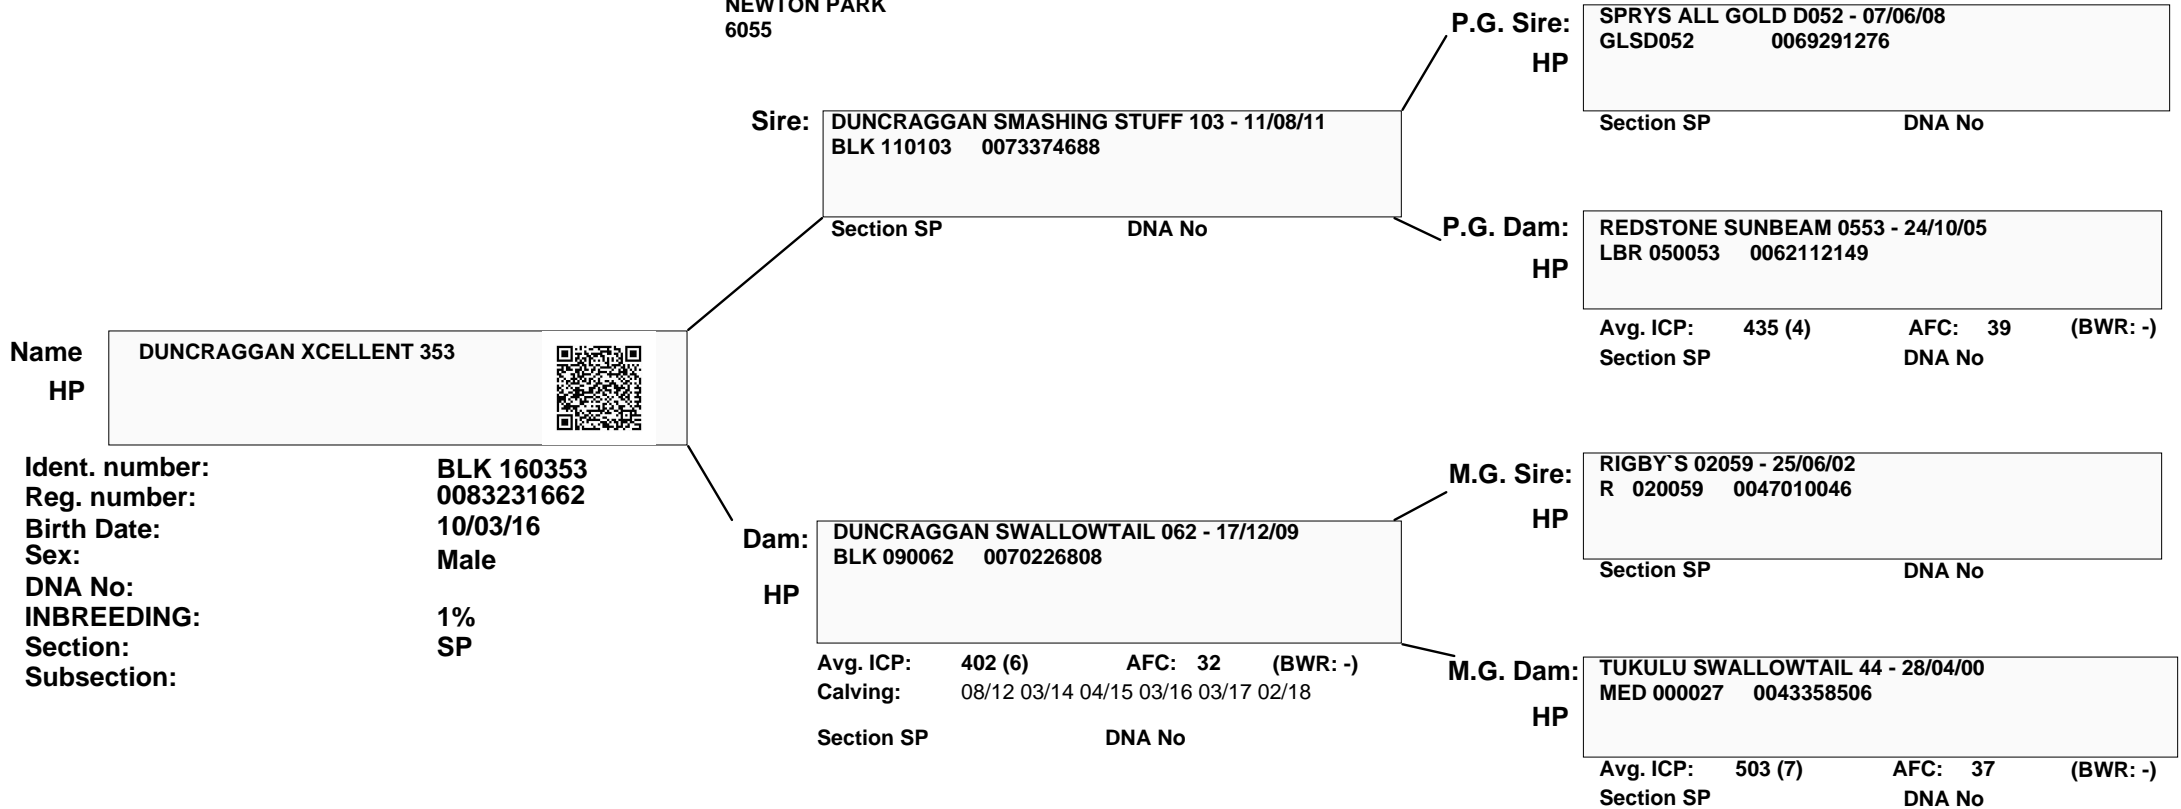 NEWTON PARK
6055
P.G. Sire:
HP
SPRYS ALL GOLD D052 - 07/06/08
GLSD052 0069291276
Section SP DNA No
Sire:
DUNCRAGGAN SMASHING STUFF 103 - 11/08/11
BLK 110103 0073374688
Section SP DNA No
P.G. Dam:
HP
REDSTONE SUNBEAM 0553 - 24/10/05
LBR 050053 0062112149
Avg. ICP: 435 (4) AFC: 39 (BWR: -)
Section SP DNA No
Name
HP
DUNCRAGGAN XCELLENT 353
Ident. number: BLK 160353
Reg. number: 0083231662
Birth Date: 10/03/16
Sex: Male
DNA No:
INBREEDING: 1%
Section: SP
Subsection:
M.G. Sire:
HP
RIGBY`S 02059 - 25/06/02
R 020059 0047010046
Section SP DNA No
Dam:
HP
DUNCRAGGAN SWALLOWTAIL 062 - 17/12/09
BLK 090062 0070226808
Avg. ICP: 402 (6) AFC: 32 (BWR: -)
Calving: 08/12 03/14 04/15 03/16 03/17 02/18
Section SP DNA No
M.G. Dam:
HP
TUKULU SWALLOWTAIL 44 - 28/04/00
MED 000027 0043358506
Avg. ICP: 503 (7) AFC: 37 (BWR: -)
Section SP DNA No